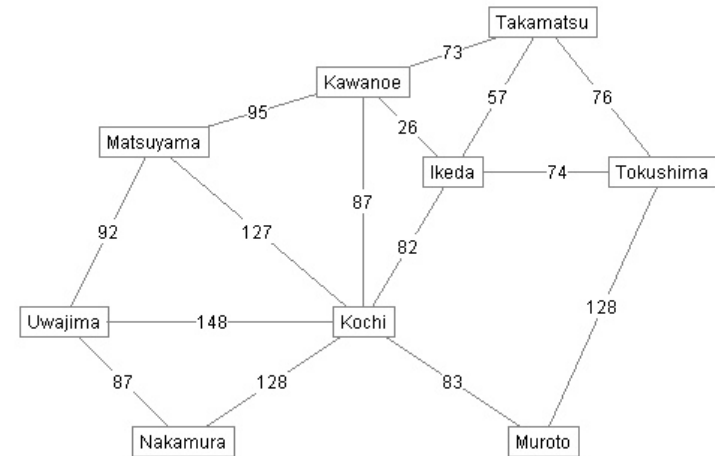 Takamatsu
73
Kawanoe
57
76
95
26
Matsuyama
Ikeda
74
Tokushima
87
92
127
82
128
Uwajima
148
Kochi
87
128
83
Nakamura
Muroto